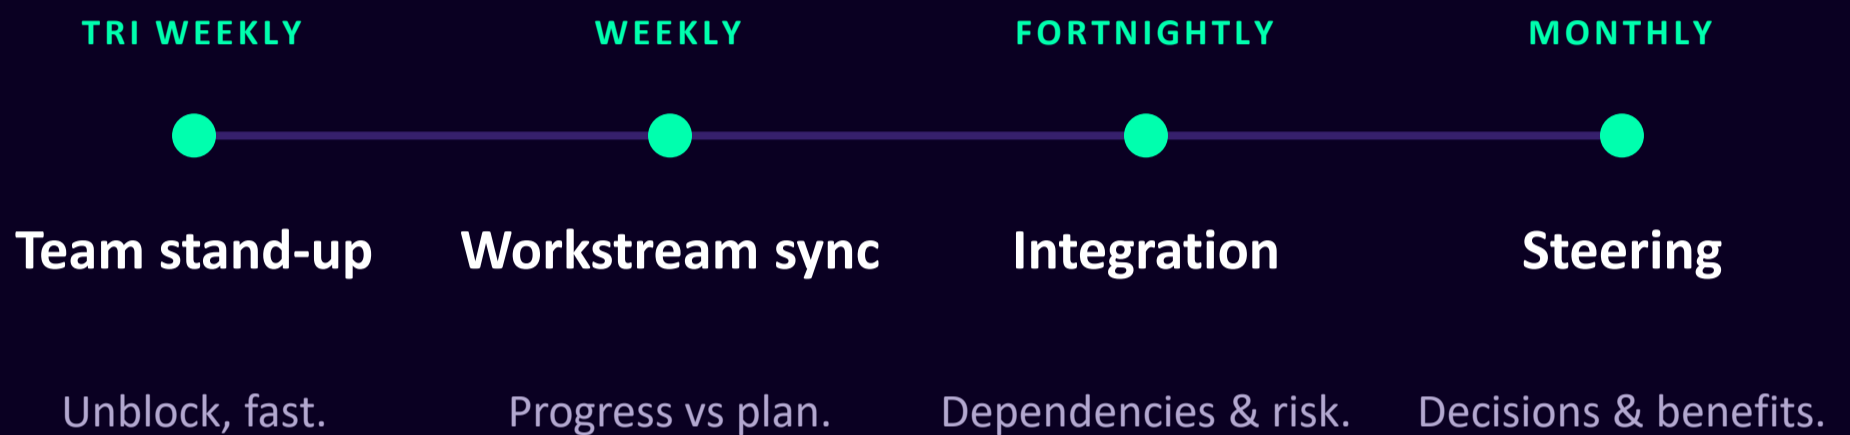 TRI WEEKLY
WEEKLY
FORTNIGHTLY
MONTHLY
Team stand-up
Workstream sync
Integration
Steering
Unblock, fast.
Progress vs plan.
Dependencies & risk.
Decisions & benefits.